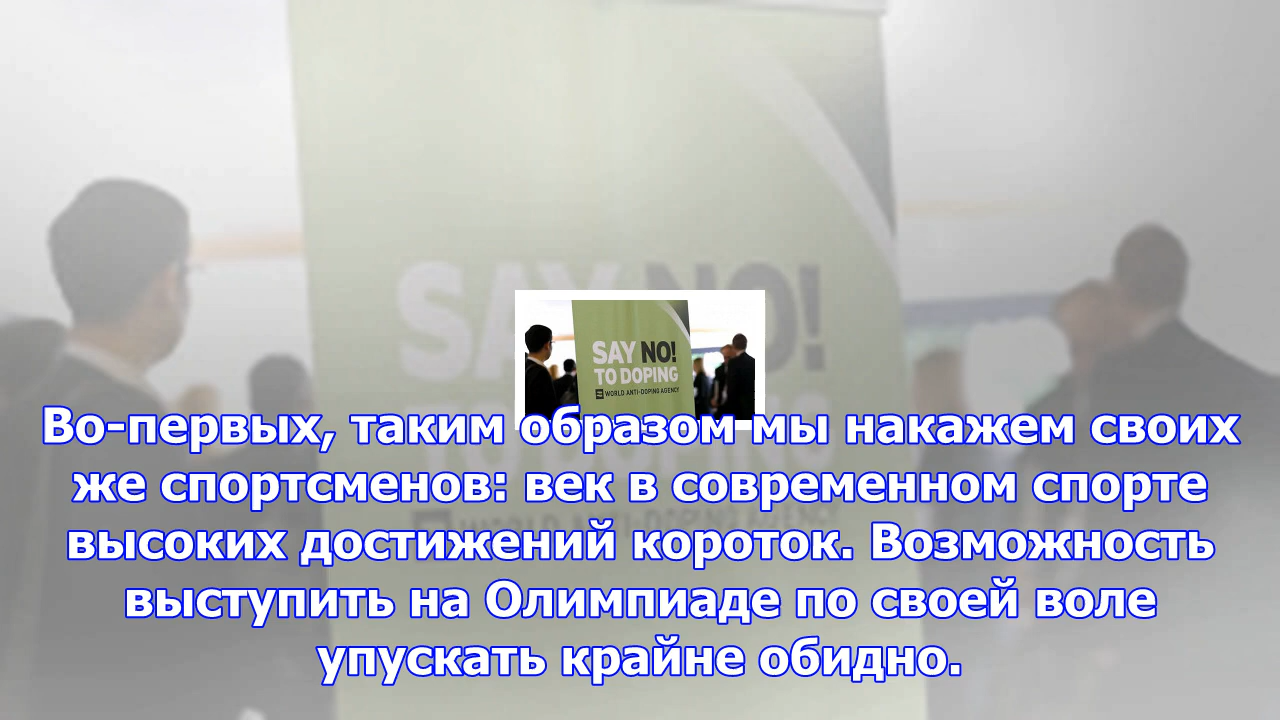 SAY NO!
TO DOPING
WORLD ANTI-DOPING AGENCY
Во-первых, таким образом мы накажем своих
же спортсменов: век в современном спорте
высоких достижений короток. Возможность
выступить на Олимпиаде по своей воле
упускать крайне обидно.